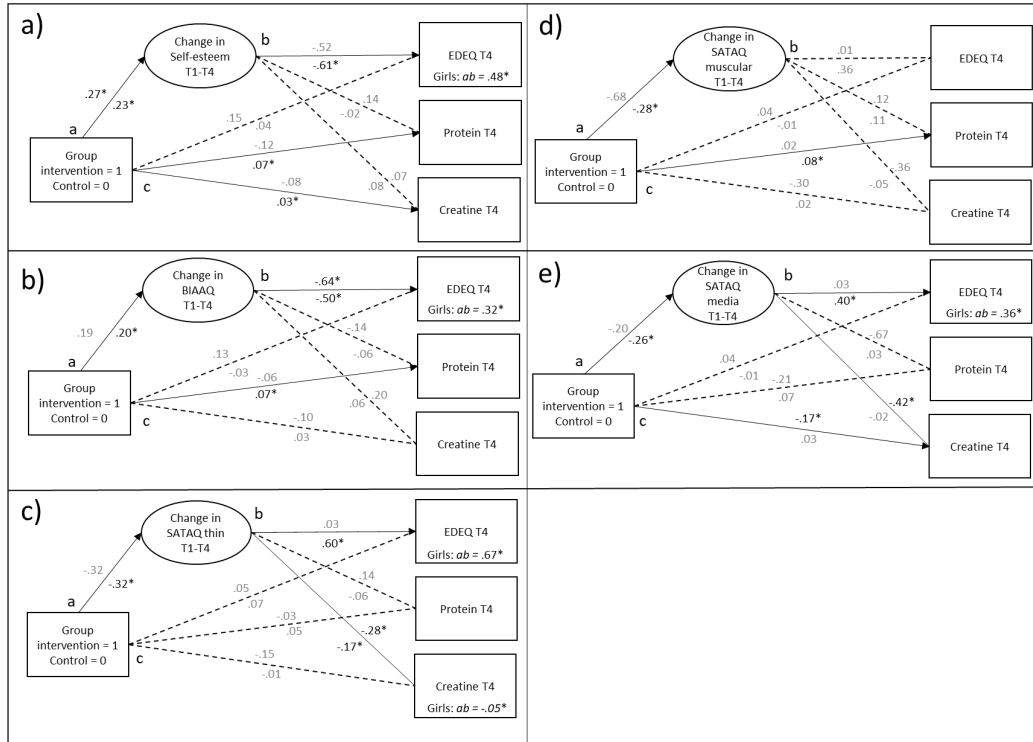 a)
Change in
Self-esteem
T1-T4
b
-.52
-.61*
EDEQ T4
Girls: ab = .48*
.27*
.23*
.14
-.02
.15
.04
a
Protein T4
Group
intervention = 1
Control = 0
-.12
.07*
c
-.08
.03*
.07
.08
Creatine T4
b)
Change in
BIAAQ
T1-T4
b
-.64*
-.50*
EDEQ T4
Girls: ab = .32*
.19
.20*
-.14
-.06
.13
-.03
a
Protein T4
Group
intervention = 1
Control = 0
-.06
.07*
c
.20
.06
-.10
.03
Creatine T4
c)
Change in
SATAQ thin
T1-T4
b
.03
.60*
EDEQ T4
Girls: ab = .67*
-.32
-.32*
.14
-.06
.05
.07
a
Protein T4
Group
intervention = 1
Control = 0
-.03
.05
c
-.28*
-.17*
-.15
-.01
Creatine T4
Girls: ab = -.05*
d)
Change in
SATAQ
muscular
T1-T4
b
.01
.36
EDEQ T4
-.68
-.28*
.12
.11
.04
-.01
a
Protein T4
Group
intervention = 1
Control = 0
.02
.08*
c
.36
-.05
-.30
.02
Creatine T4
e)
Change in
SATAQ
media
T1-T4
b
.03
.40*
EDEQ T4
Girls: ab = .36*
-.20
-.26*
-.67
.03
.04
-.01
a
Protein T4
Group
intervention = 1
Control = 0
-.21
.07
c
-.42*
-.02
-.17*
.03
Creatine T4